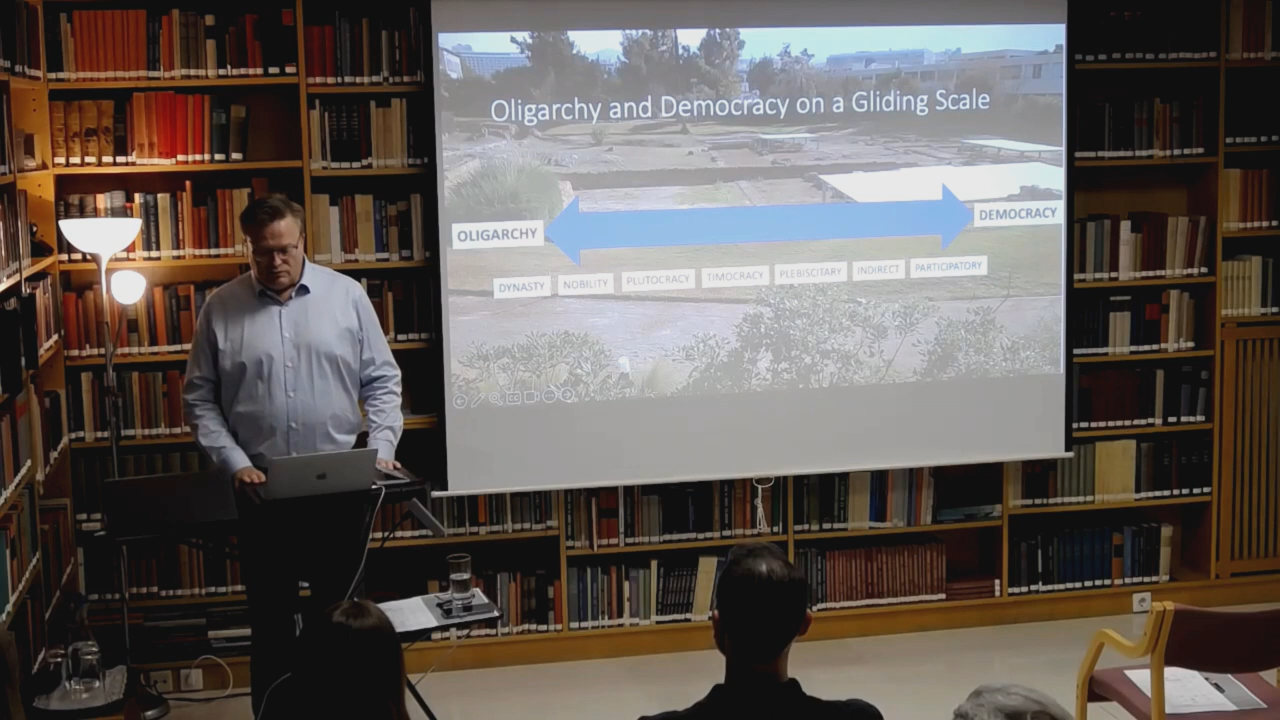 Oligarchy and Democracy on a Gliding Scale
OLIGARCHY
DEMOCRACY
DYNASTY
NOBILITY
PLUTOCRACY
TIMOCRACY
PLEBISCITARY
INDIRECT
PARTICIPATORY